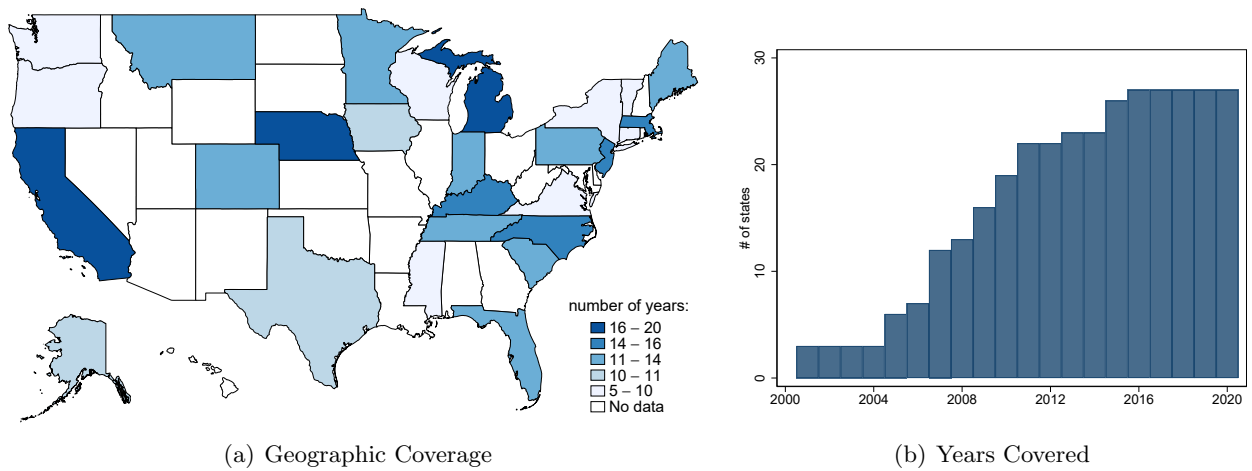 number of years:
16 – 20
14 – 16
11 – 14
10 – 11
5 – 10
No data
(a) Geographic Coverage
30
20
10
0
# of states
2000
2004
2008
2012
2016
2020
(b) Years Covered